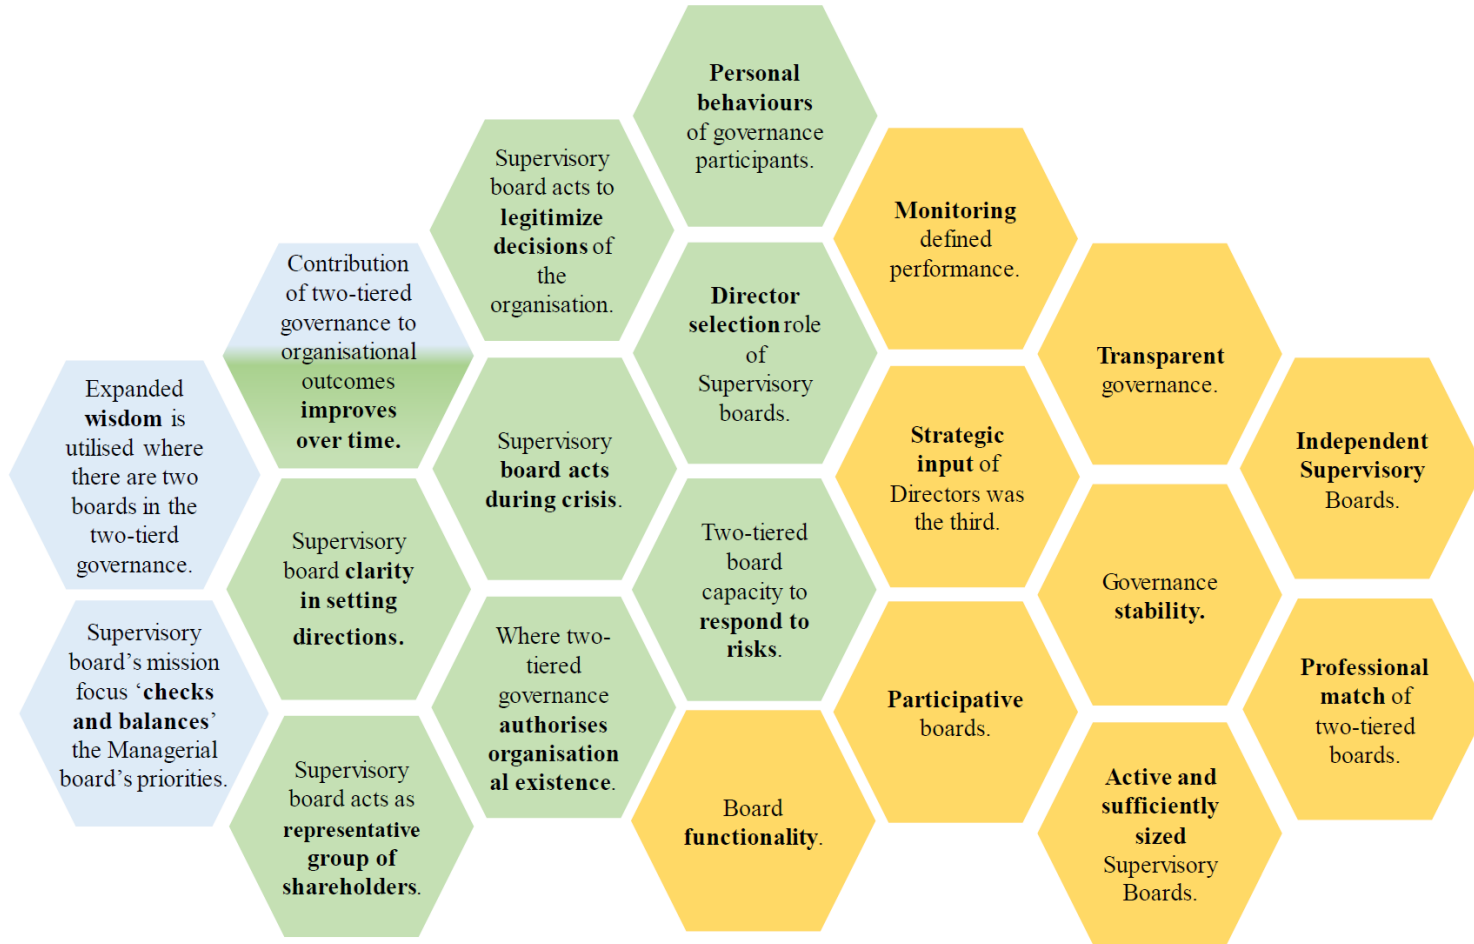 Personal
behaviours
of governance
participants.
Supervisory
board acts to
legitimize
decisions of
the
organisation.
Monitoring
defined
performance.
Contribution
of two-tiered
governance to
organisational
outcomes
improves
over time.
Director
selection role
of
Supervisory
boards.
Transparent
governance.
Expanded
wisdom is
utilised where
there are two
boards in the
two-tierd
governance.
Supervisory
board acts
during crisis.
Strategic
input of
Directors was
the third.
Independent
Supervisory
Boards.
Supervisory
board clarity
in setting
directions.
Two-tiered
board
capacity to
respond to
risks.
Governance
stability.
Supervisory
board’s mission
focus ‘checks
and balances’
the Managerial
board’s priorities.
Where two-
tiered
governance
authorises
organisation
al existence.
Participative
boards.
Professional
match of
two-tiered
boards.
Supervisory
board acts as
representative
group of
shareholders.
Board
functionality.
Active and
sufficiently
sized
Supervisory
Boards.